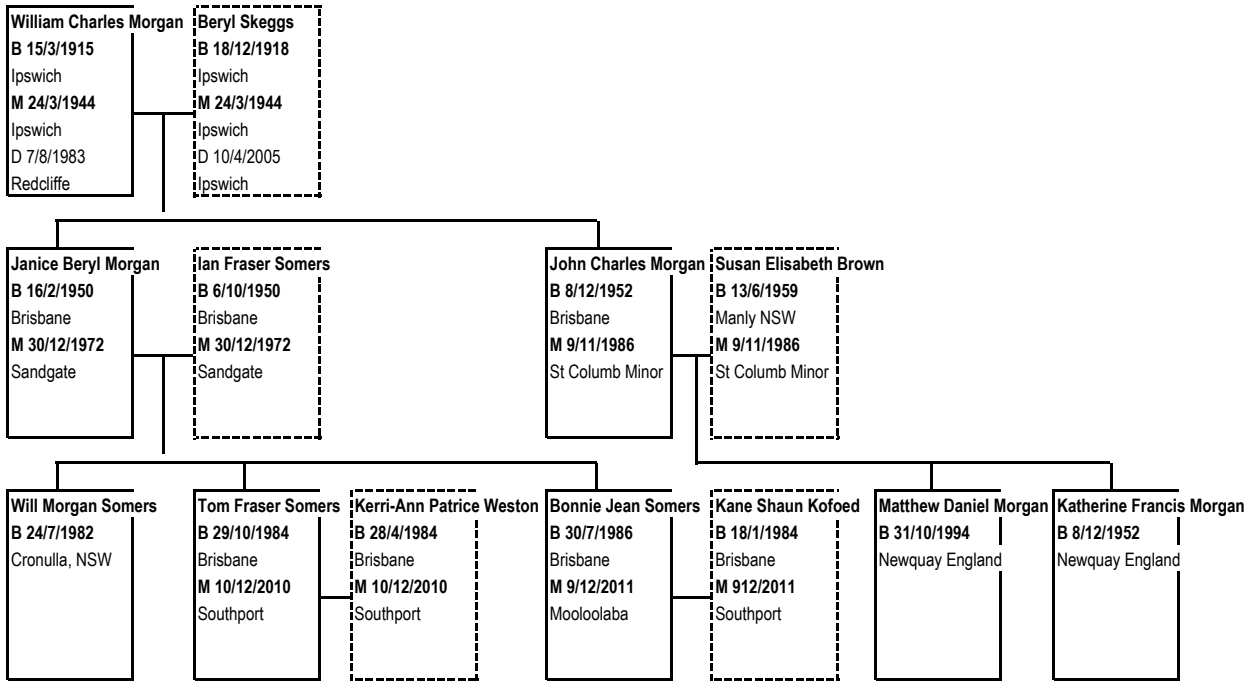 William Charles Morgan
B 15/3/1915
Ipswich
M 24/3/1944
Ipswich
D 7/8/1983
Redcliffe
Beryl Skeggs
B 18/12/1918
Ipswich
M 24/3/1944
Ipswich
D 10/4/2005
Ipswich
Janice Beryl Morgan
B 16/2/1950
Brisbane
M 30/12/1972
Sandgate
Ian Fraser Somers
B 6/10/1950
Brisbane
M 30/12/1972
Sandgate
John Charles Morgan
B 8/12/1952
Brisbane
M 9/11/1986
St Columb Minor
Susan Elisabeth Brown
B 13/6/1959
Manly NSW
M 9/11/1986
St Columb Minor
Will Morgan Somers
B 24/7/1982
Cronulla, NSW
Tom Fraser Somers
B 29/10/1984
Brisbane
M 10/12/2010
Southport
Kerri-Ann Patrice Weston
B 28/4/1984
Brisbane
M 10/12/2010
Southport
Bonnie Jean Somers
B 30/7/1986
Brisbane
M 9/12/2011
Mooloolaba
Kane Shaun Kofoed
B 18/1/1984
Brisbane
M 912/2011
Southport
Matthew Daniel Morgan
B 31/10/1994
Newquay England
Katherine Francis Morgan
B 8/12/1952
Newquay England